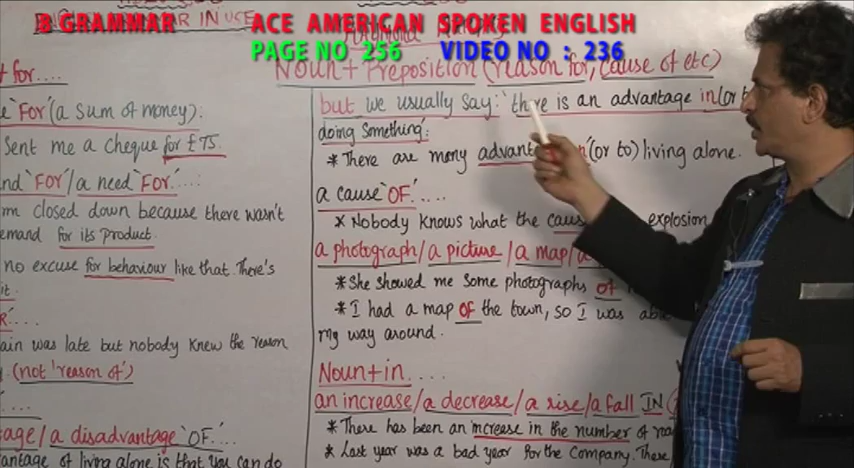 B GRAMMAR IN USE
ACE AMERICAN SPOKEN ENGLISH
PAGE NO 256 VIDEO NO : 236
Noun + Preposition (reason for, cause of etc)
t for....
e 'FOR' (a sum of money):
Sent me a cheque for £75.
nd 'FOR' / a need 'FOR'....:
m closed down because there wasn't
emand for its product.
no excuse for behaviour like that. There's
it.
R'....
ain was late but nobody knew the reason
(not 'reason of')
tage / a disadvantage 'OF'....
antage of living alone is that you can do
but we usually say: 'there is an advantage in (or t
doing something':
* There are many advant (or to) living alone.
a cause 'OF'....
* Nobody knows what the caus explosion
a photograph / a picture / a map / a
* She showed me some photographs of
* I had a map OF the town, so I was able
my way around.
Noun + in....
an increase / a decrease / a rise / a fall IN
* There has been an increase in the number of
* Last year was a bad year for the company. There